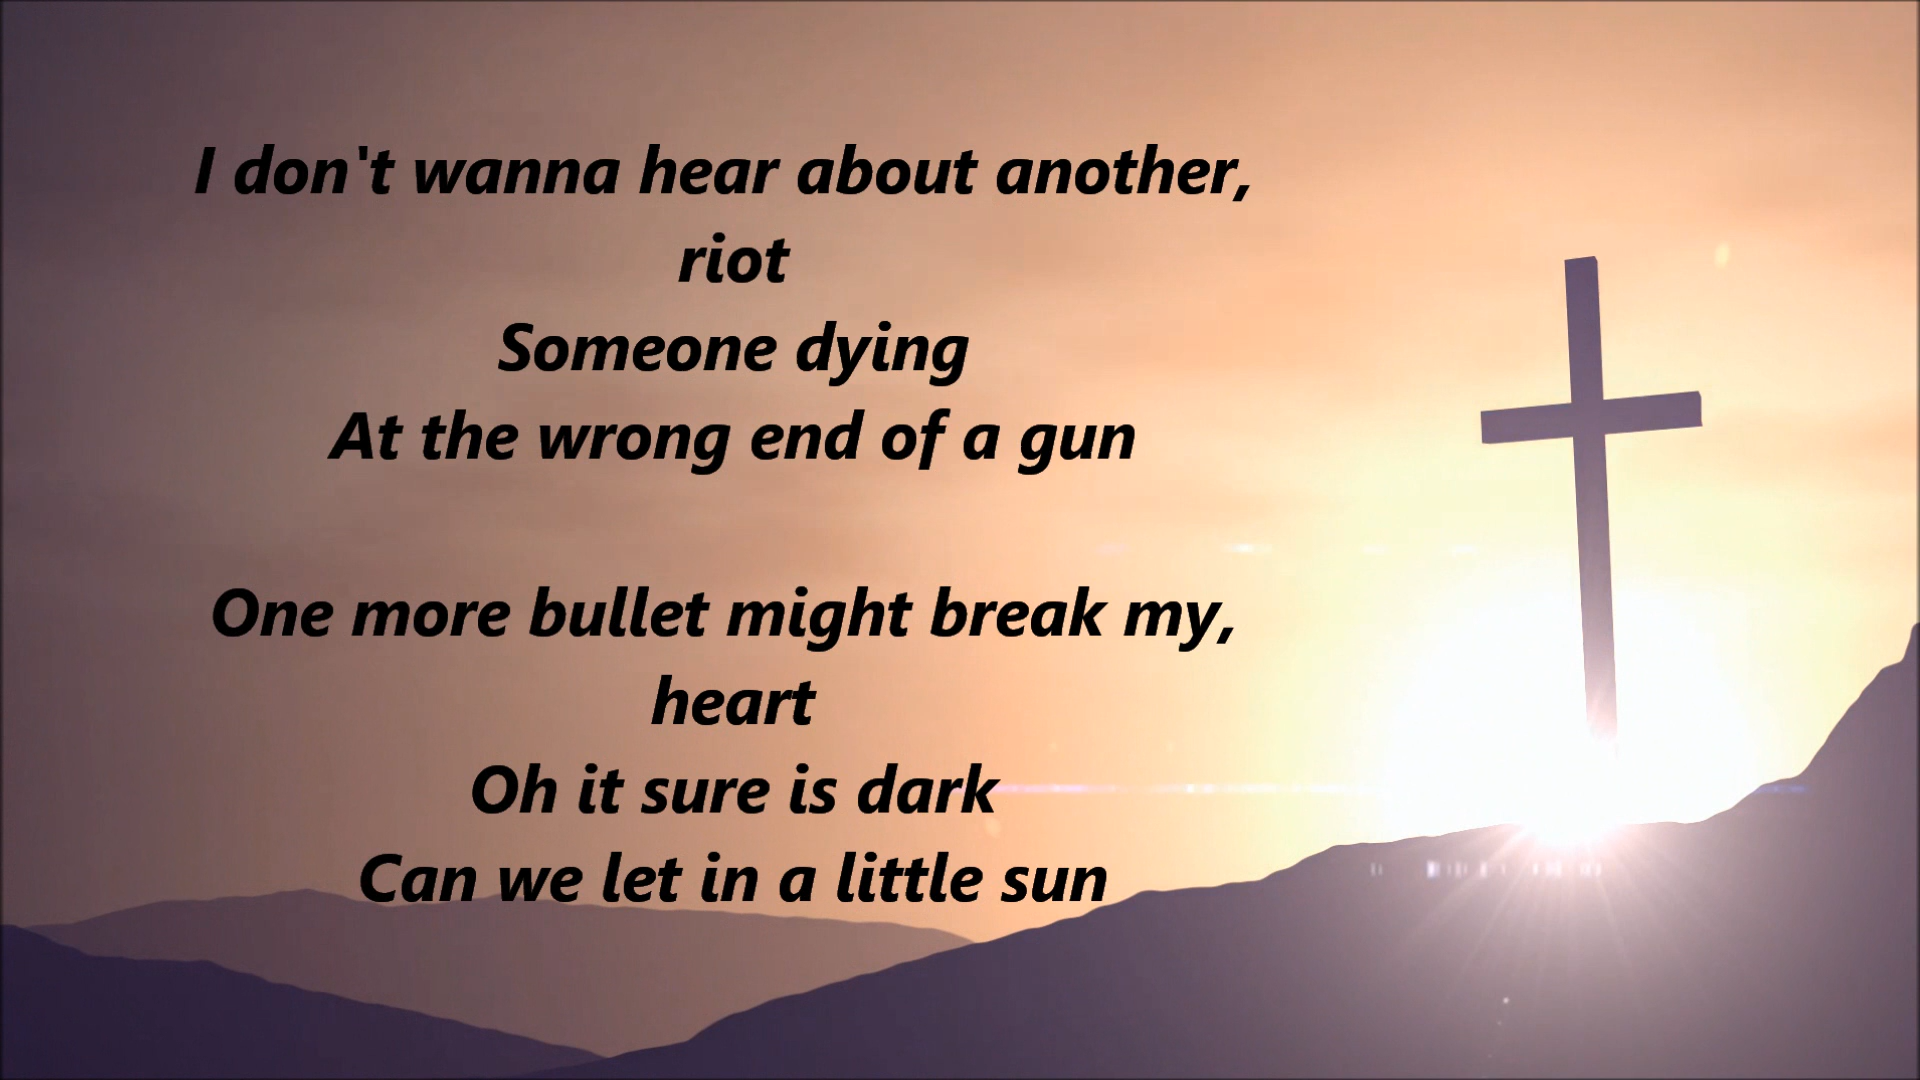 I don't wanna hear about another,
riot
Someone dying
At the wrong end of a gun
One more bullet might break my,
heart
Oh it sure is dark
Can we let in a little sun